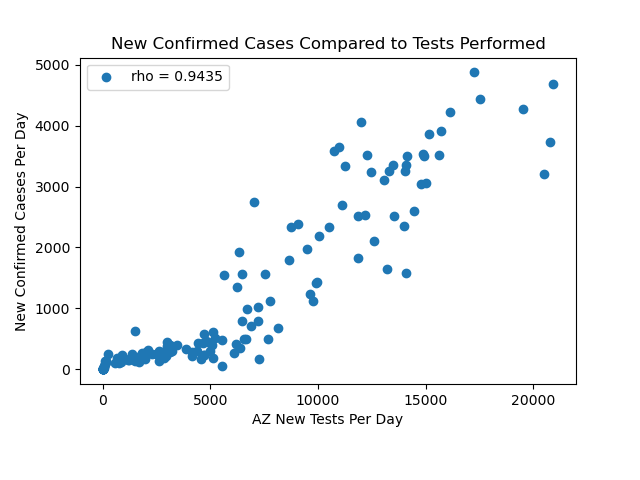 New Confirmed Cases Compared to Tests Performed
rho = 0.9435
New Confirmed Caeses Per Day
5000
4000
3000
2000
1000
0
0 5000 10000 15000 20000
AZ New Tests Per Day